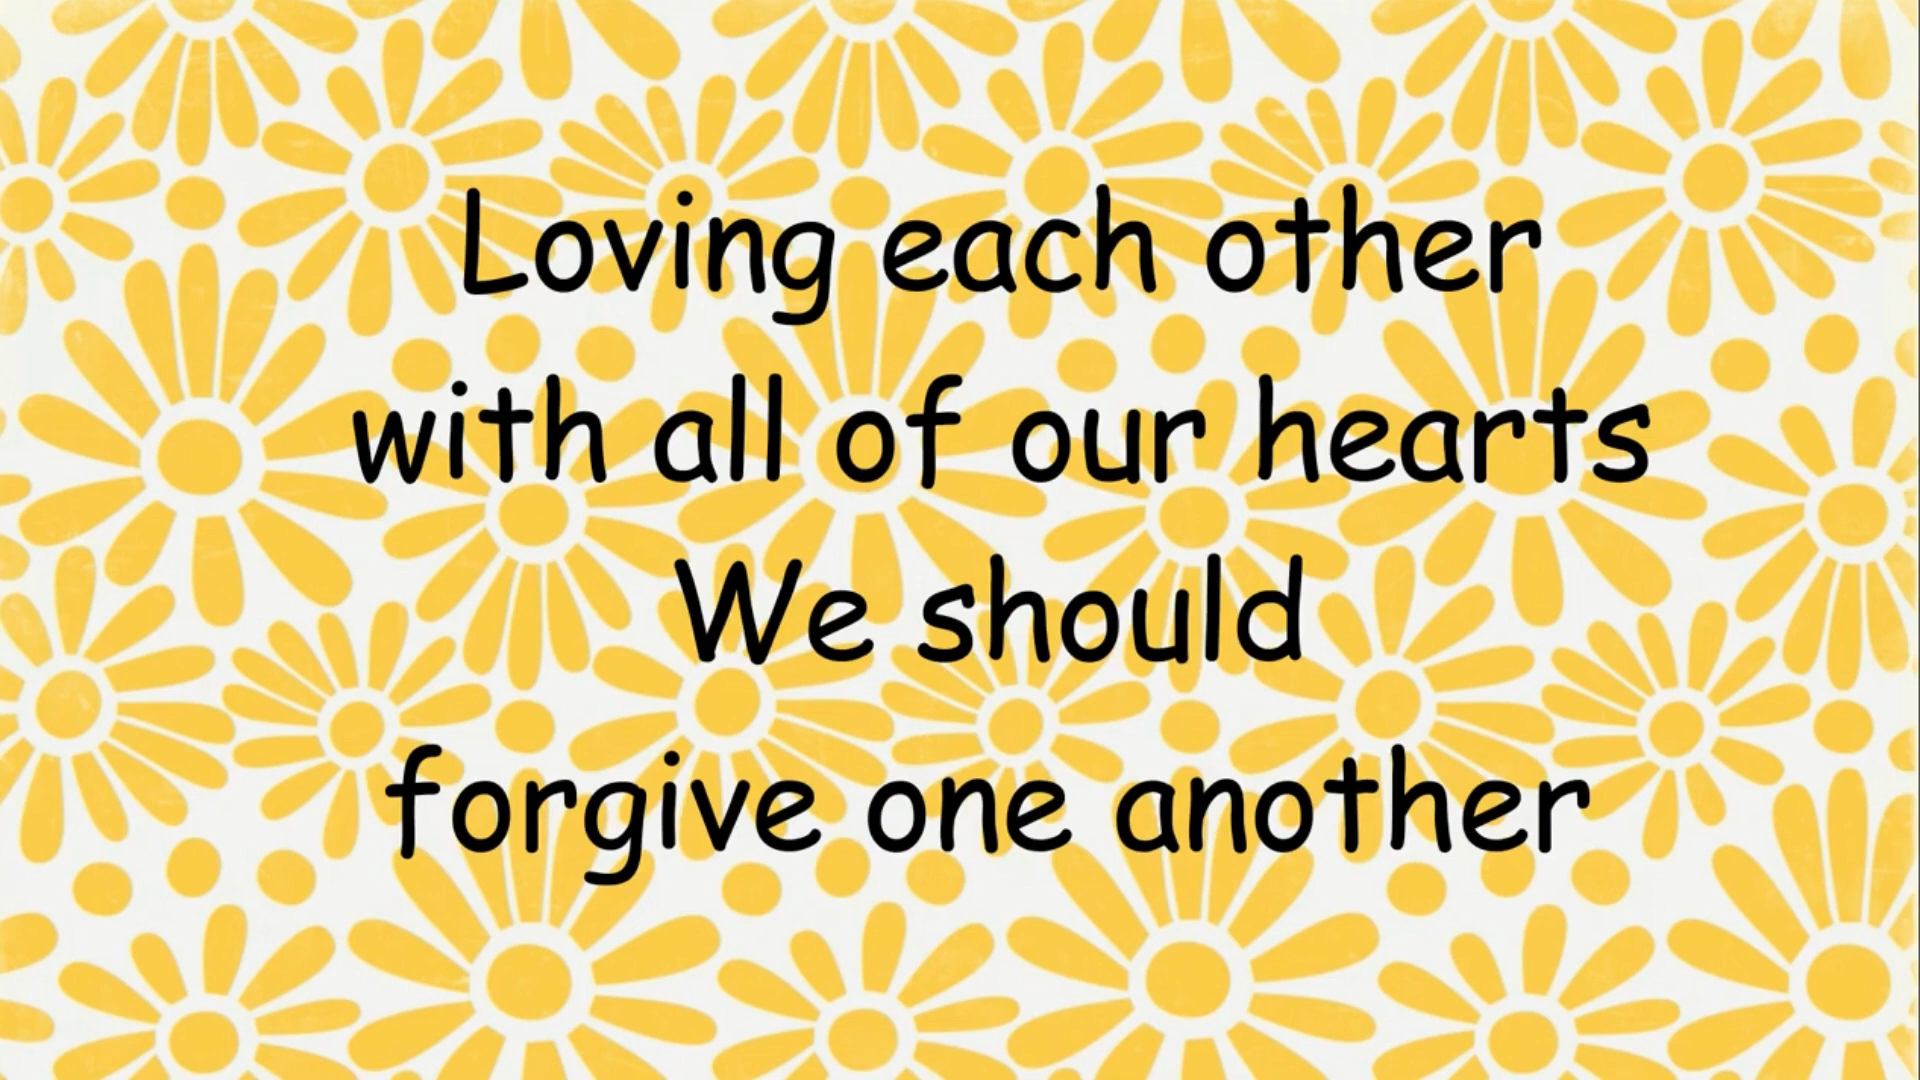 Loving each other
with all of our hearts
We should
forgive one another